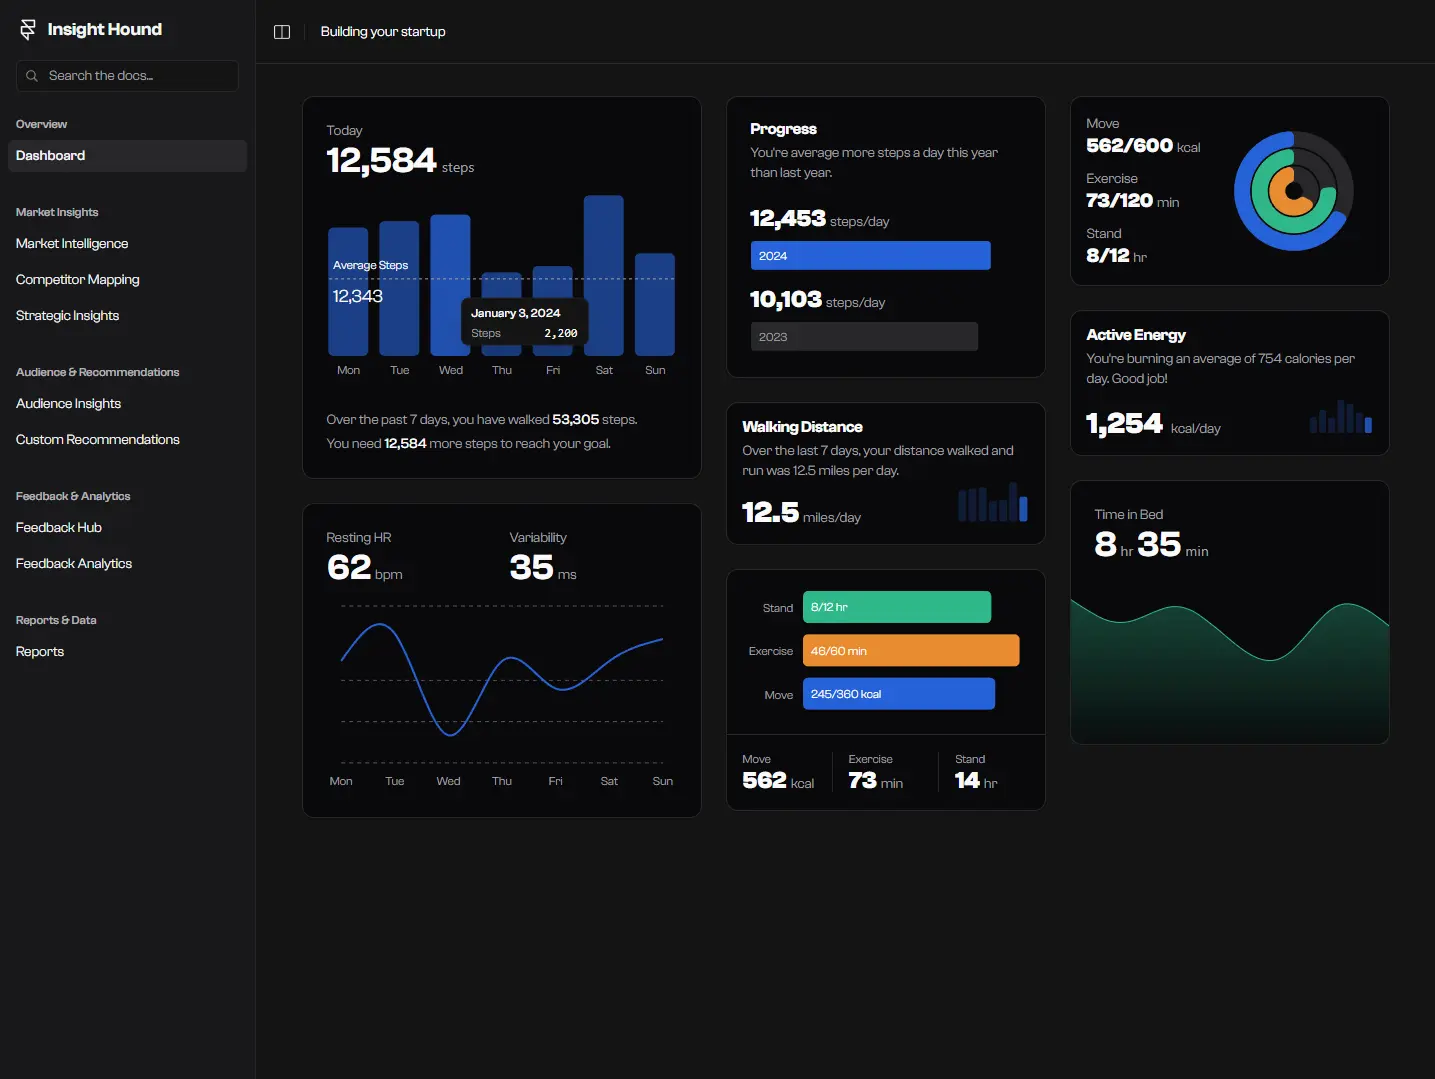 Insight Hound
Search the docs...
Overview
Dashboard
Market Insights
Market Intelligence
Competitor Mapping
Strategic Insights
Audience & Recommendations
Audience Insights
Custom Recommendations
Feedback & Analytics
Feedback Hub
Feedback Analytics
Reports & Data
Reports
Building your startup
Today
12,584 steps
Average Steps
12,343
January 3, 2024
Steps 2,200
Mon Tue Wed Thu Fri Sat Sun
Over the past 7 days, you have walked 53,305 steps.
You need 12,584 more steps to reach your goal.
Resting HR Variability
62 bpm 35 ms
Mon Tue Wed Thu Fri Sat Sun
Progress
You're average more steps a day this year
than last year.
12,453 steps/day
2024
10,103 steps/day
2023
Walking Distance
Over the last 7 days, your distance walked and
run was 12.5 miles per day.
12.5 miles/day
Stand 8/12 hr
Exercise 46/60 min
Move 245/360 kcal
Move Exercise Stand
562 kcal 73 min 14 hr
Move
562/600 kcal
Exercise
73/120 min
Stand
8/12 hr
Active Energy
You're burning an average of 754 calories per
day. Good job!
1,254 kcal/day
Time in Bed
8 hr 35 min